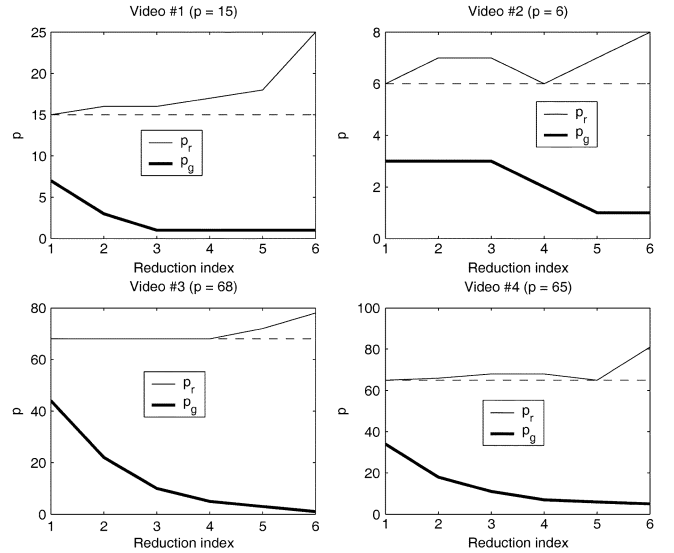 Video #1 (p = 15)
25
20
15
10
5
0
p
p_r
p_g
1 2 3 4 5 6
Reduction index
Video #2 (p = 6)
8
6
4
2
0
p
p_r
p_g
1 2 3 4 5 6
Reduction index
Video #3 (p = 68)
80
60
40
20
0
p
p_r
p_g
1 2 3 4 5 6
Reduction index
Video #4 (p = 65)
100
80
60
40
20
0
p
p_r
p_g
1 2 3 4 5 6
Reduction index